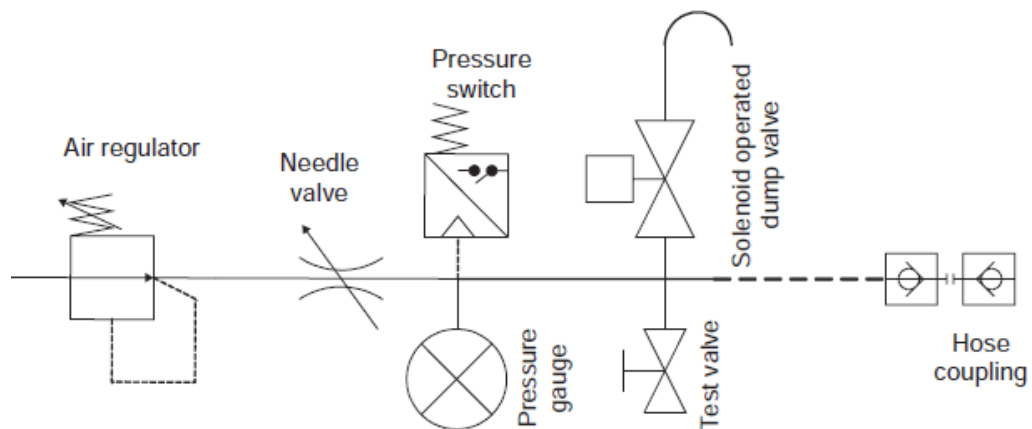 Pressure
switch
Air regulator
Needle
valve
Solenoid operated
dump valve
Pressure
gauge
Test valve
Hose
coupling